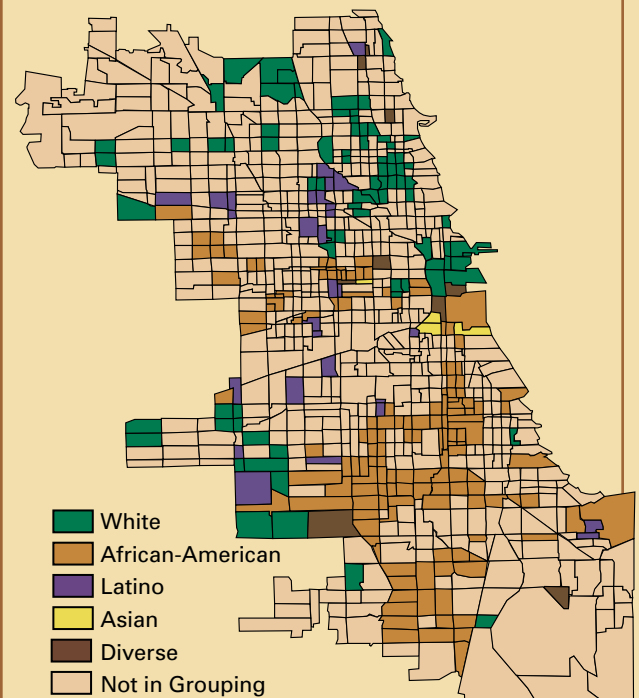 White
African-American
Latino
Asian
Diverse
Not in Grouping